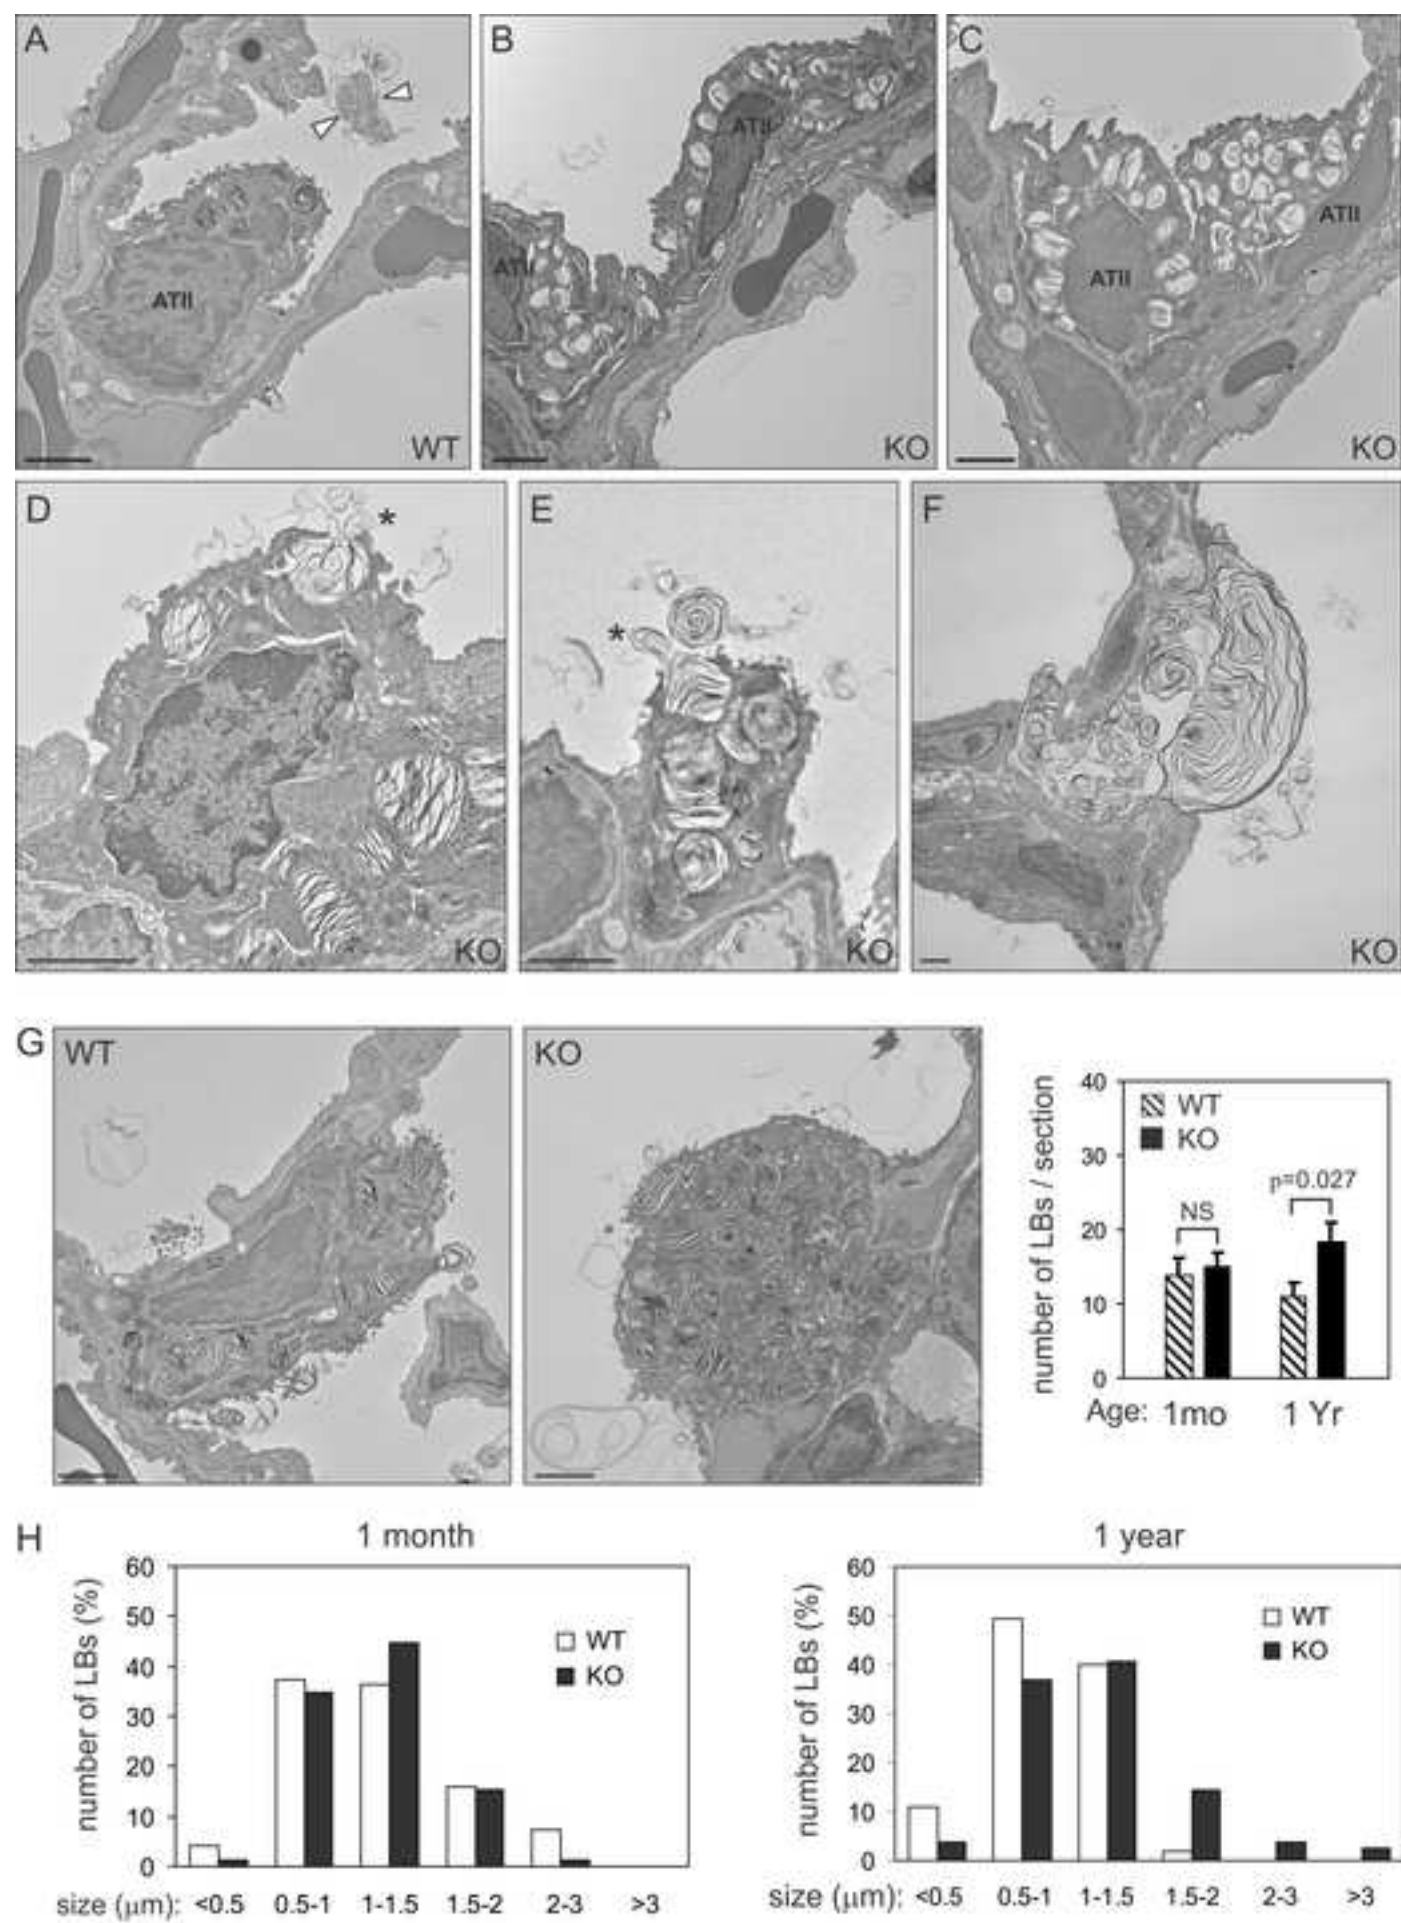 A
ATII
WT
B
ATII
ATII
KO
C
ATII
ATII
KO
D
*
KO
E
*
KO
F
KO
G
WT
KO
number of LBs / section
40
30
20
10
0
WT
KO
NS
p=0.027
Age: 1mo 1 Yr
H
1 month
number of LBs (%)
60
50
40
30
20
10
0
WT
KO
size (μm): <0.5 0.5-1 1-1.5 1.5-2 2-3 >3
1 year
number of LBs (%)
60
50
40
30
20
10
0
WT
KO
size (μm): <0.5 0.5-1 1-1.5 1.5-2 2-3 >3